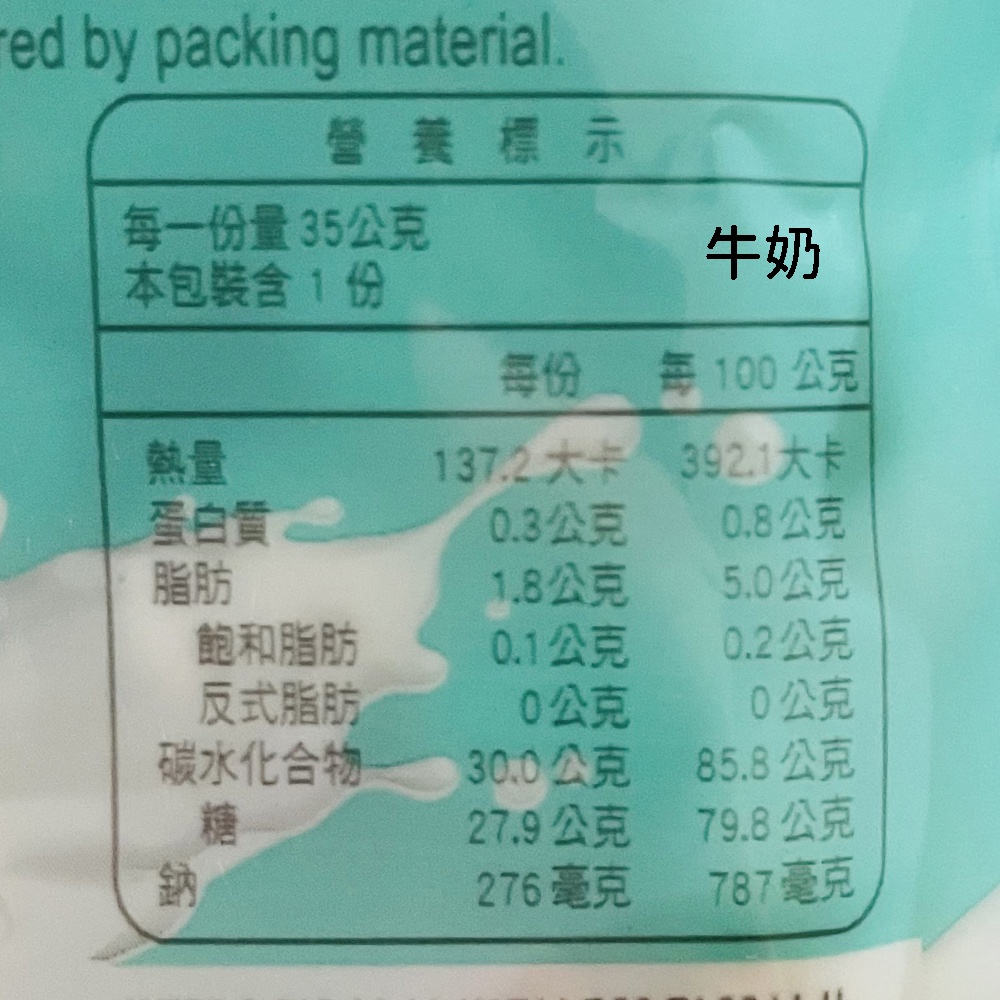 red by packing material.
營養標示
每一份量 35公克
本包裝含 1 份
牛奶
每份 每 100 公克
熱量 137.2 大卡 392.1大卡
蛋白質 0.3公克 0.8公克
脂肪 1.8公克 5.0公克
飽和脂肪 0.1公克 0.2公克
反式脂肪 0公克 0公克
碳水化合物 30.0 公克 85.8 公克
糖 27.9 公克 79.8 公克
鈉 276 毫克 787 毫克